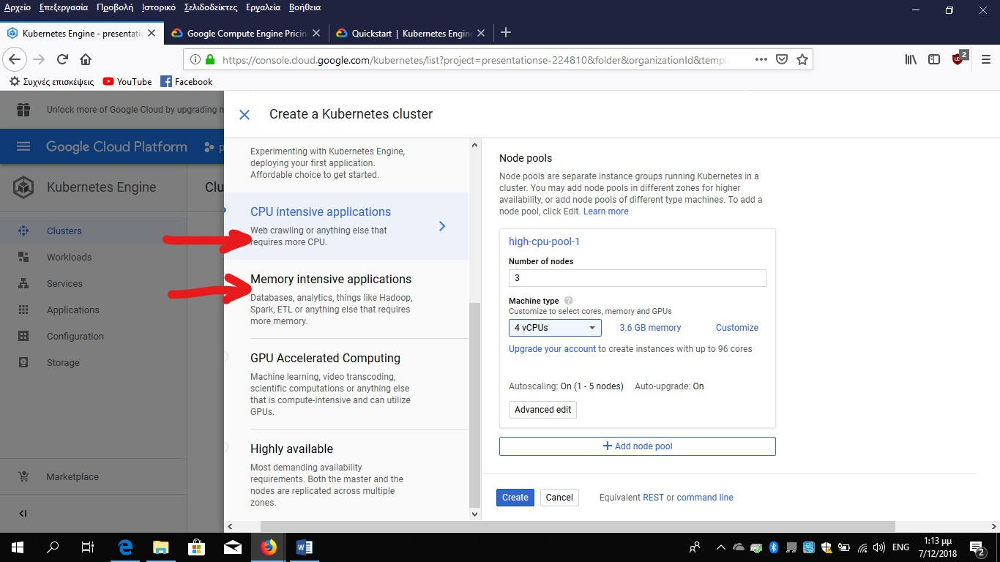 Αρχείο Επεξεργασία Προβολή Ιστορικό Σελιδοδείκτες Εργαλεία Βοήθεια
Kubernetes Engine - presentatio
Google Compute Engine Pricin
Quickstart | Kubernetes Engine
https://console.cloud.google.com/kubernetes/list?project=presentationse-224810&folder&organizationId&templ
2
Συχνές επισκέψεις YouTube Facebook
Unlock more of Google Cloud by upgrading n
Google Cloud Platform
Kubernetes Engine
Clu
Clusters
Workloads
Services
Applications
Configuration
Storage
Marketplace
Create a Kubernetes cluster
Experimenting with Kubernetes Engine,
deploying your first application.
Affordable choice to get started.
CPU intensive applications
Web crawling or anything else that
requires more CPU.
Memory intensive applications
Databases, analytics, things like Hadoop,
Spark, ETL or anything else that requires
more memory.
GPU Accelerated Computing
Machine learning, video transcoding,
scientific computations or anything else
that is compute-intensive and can utilize
GPUs.
Highly available
Most demanding availability
requirements. Both the master and the
nodes are replicated across multiple
zones.
Node pools
Node pools are separate instance groups running Kubernetes in a
cluster. You may add node pools in different zones for higher
availability, or add node pools of different type machines. To add a
node pool, click Edit. Learn more
high-cpu-pool-1
Number of nodes
3
Machine type ?
Customize to select cores, memory and GPUs
4 vCPUs 3.6 GB memory Customize
Upgrade your account to create instances with up to 96 cores
Autoscaling: On (1 - 5 nodes) Auto-upgrade: On
Advanced edit
+ Add node pool
Create Cancel Equivalent REST or command line
ENG
1:13 μμ
7/12/2018
2